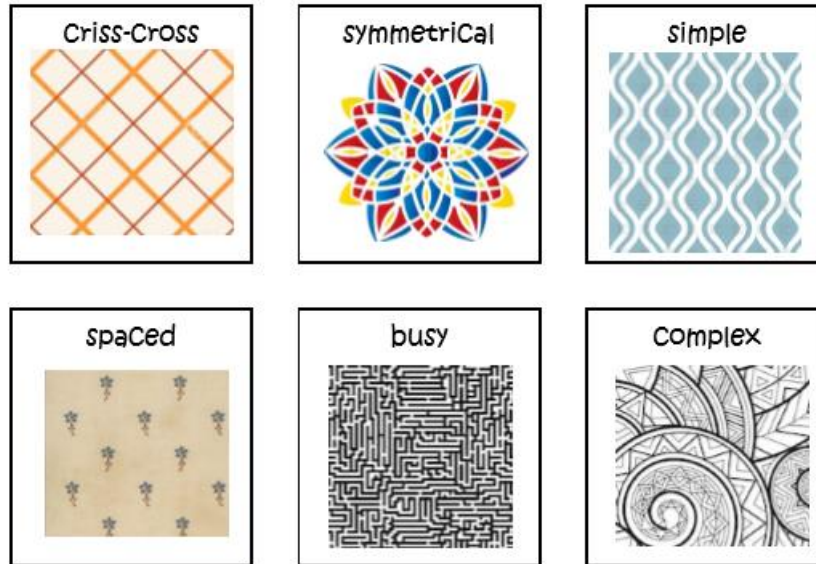 criss-cross
symmetrical
simple
spaced
busy
complex